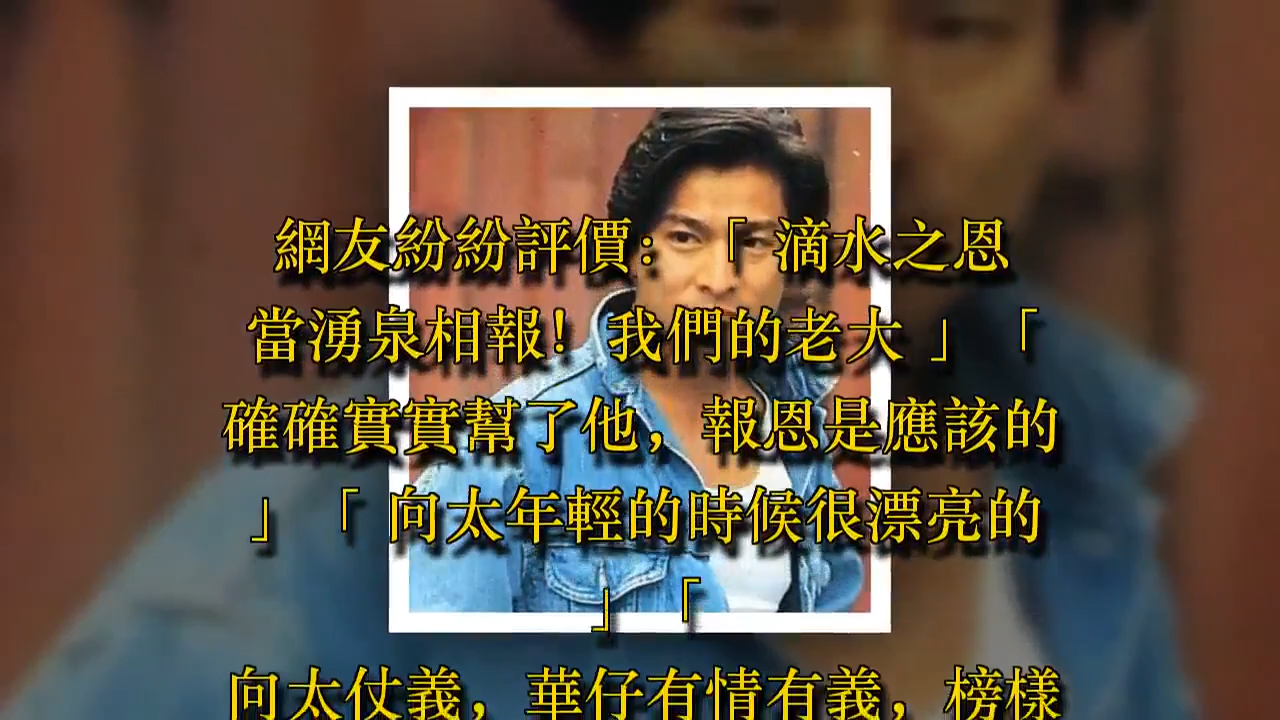 網友紛紛評價：「 滴水之恩
當湧泉相報！我們的老大 」「
確確實實幫了他，報恩是應該的
」「 向太年輕的時候很漂亮的
」「
向太仗義，華仔有情有義，榜樣